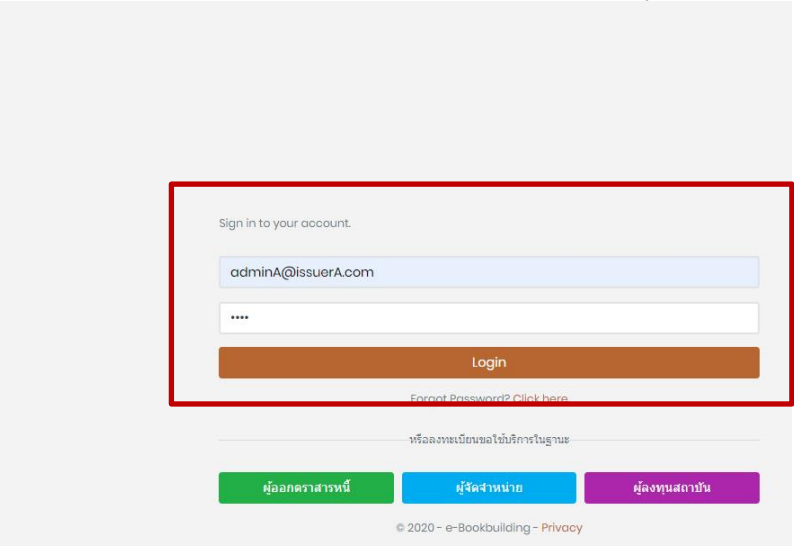 Sign in to your account.
adminA@issuerA.com
••••
Login
Forgot Password? Click here
หรือลงทะเบียนขอใช้บริการในฐานะ
ผู้ออกตราสารหนี้ ผู้จัดจำหน่าย ผู้ลงทุนสถาบัน
© 2020 - e-Bookbuilding - Privacy